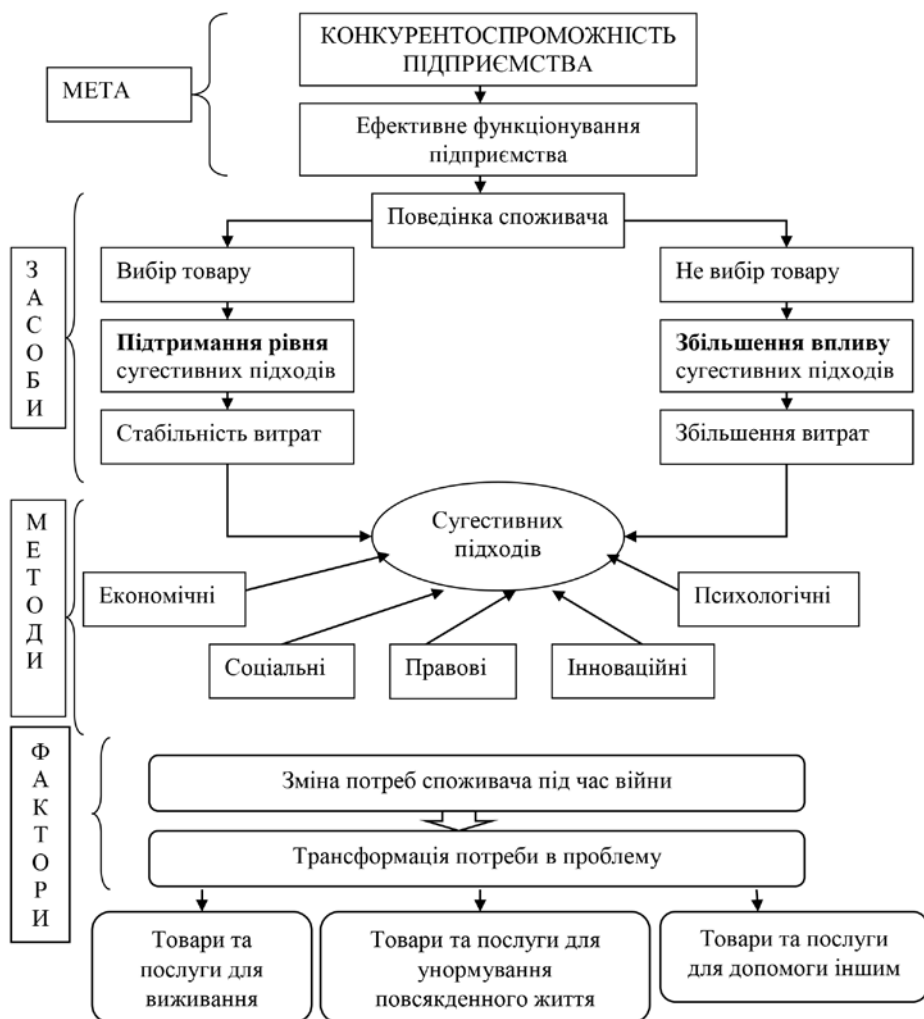 КОНКУРЕНТОСПРОМОЖНІСТЬ
ПІДПРИЄМСТВА
МЕТА
Ефективне функціонування
підприємства
Поведінка споживача
ЗАСОБИ
Вибір товару
Не вибір товару
Підтримання рівня
сугестивних підходів
Збільшення впливу
сугестивних підходів
Стабільність витрат
Збільшення витрат
МЕТОДИ
Сугестивних
підходів
Економічні
Психологічні
Соціальні
Правові
Інноваційні
ФАКТОРИ
Зміна потреб споживача під час війни
Трансформація потреби в проблему
Товари та
послуги для
виживання
Товари та послуги для
унормування
повсякденного життя
Товари та послуги
для допомоги іншим